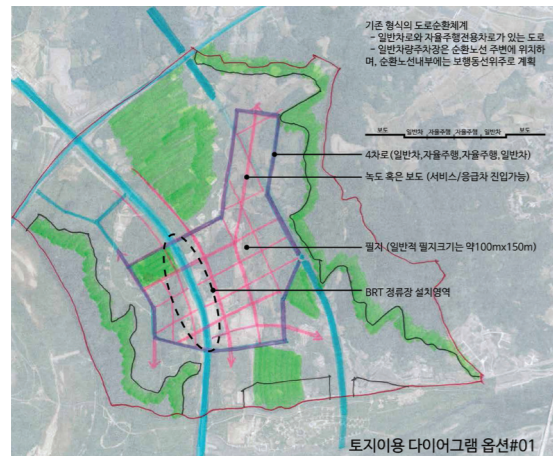 기존 형식의 도로순환체계
- 일반차로와 자율주행전용차로가 있는 도로
- 일반차량주차장은 순환노선 주변에 위치하
며, 순환노선내부에는 보행동선위주로 계획
보도 일반차 자율주행 자율주행 일반차 보도
4차로(일반차,자율주행,자율주행,일반차)
녹도 혹은 보도 (서비스/응급차 진입가능)
필지 (일반적 필지크기는 약100mx150m)
BRT 정류장 설치영역
토지이용 다이어그램 옵션#01